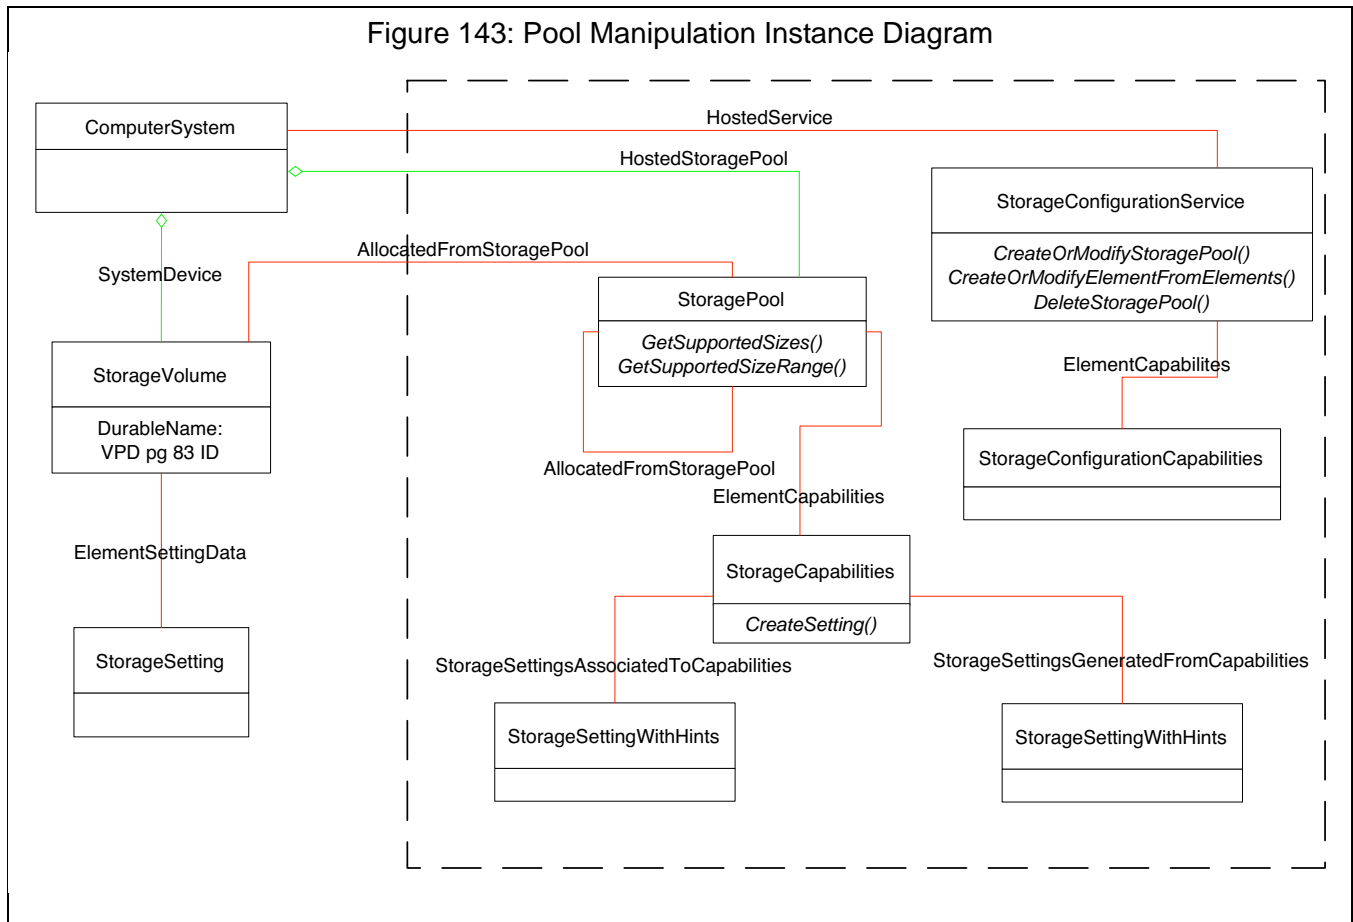 Figure 143: Pool Manipulation Instance Diagram
ComputerSystem
HostedService
HostedStoragePool
StorageConfigurationService
CreateOrModifyStoragePool()
CreateOrModifyElementFromElements()
DeleteStoragePool()
AllocatedFromStoragePool
SystemDevice
StoragePool
GetSupportedSizes()
GetSupportedSizeRange()
ElementCapabilites
StorageVolume
DurableName:
VPD pg 83 ID
AllocatedFromStoragePool
StorageConfigurationCapabilities
ElementCapabilities
ElementSettingData
StorageCapabilities
CreateSetting()
StorageSetting
StorageSettingsAssociatedToCapabilities
StorageSettingsGeneratedFromCapabilities
StorageSettingWithHints
StorageSettingWithHints